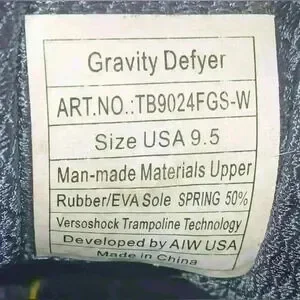 Gravity Defyer
ART.NO.:TB9024FGS-W
Size USA 9.5
Man-made Materials Upper
Rubber/EVA Sole SPRING 50%
Versoshock Trampoline Technology
Developed by AIW USA
Made in China